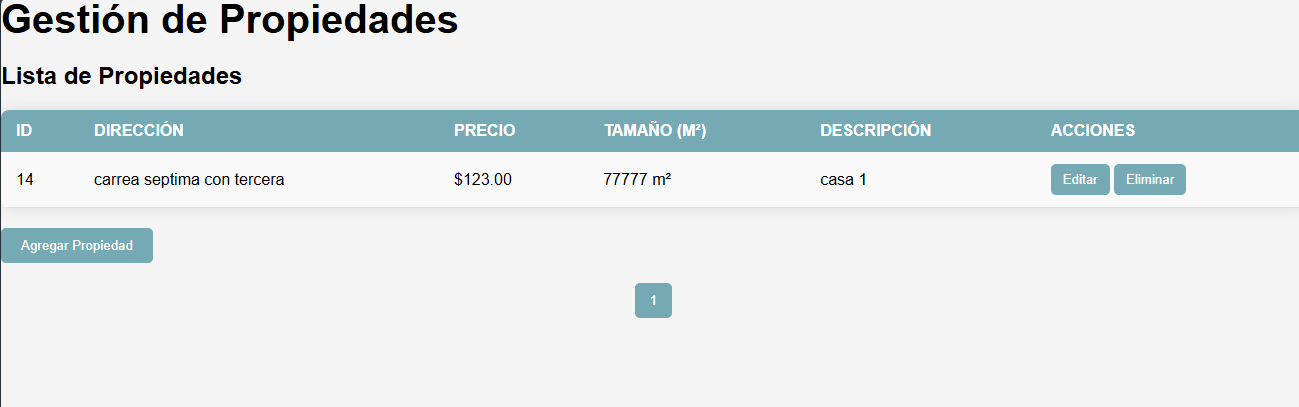 Gestión de Propiedades
Lista de Propiedades
ID DIRECCIÓN PRECIO TAMAÑO (M²) DESCRIPCIÓN ACCIONES
14 carrea septima con tercera $123.00 77777 m² casa 1 Editar Eliminar
Agregar Propiedad
1